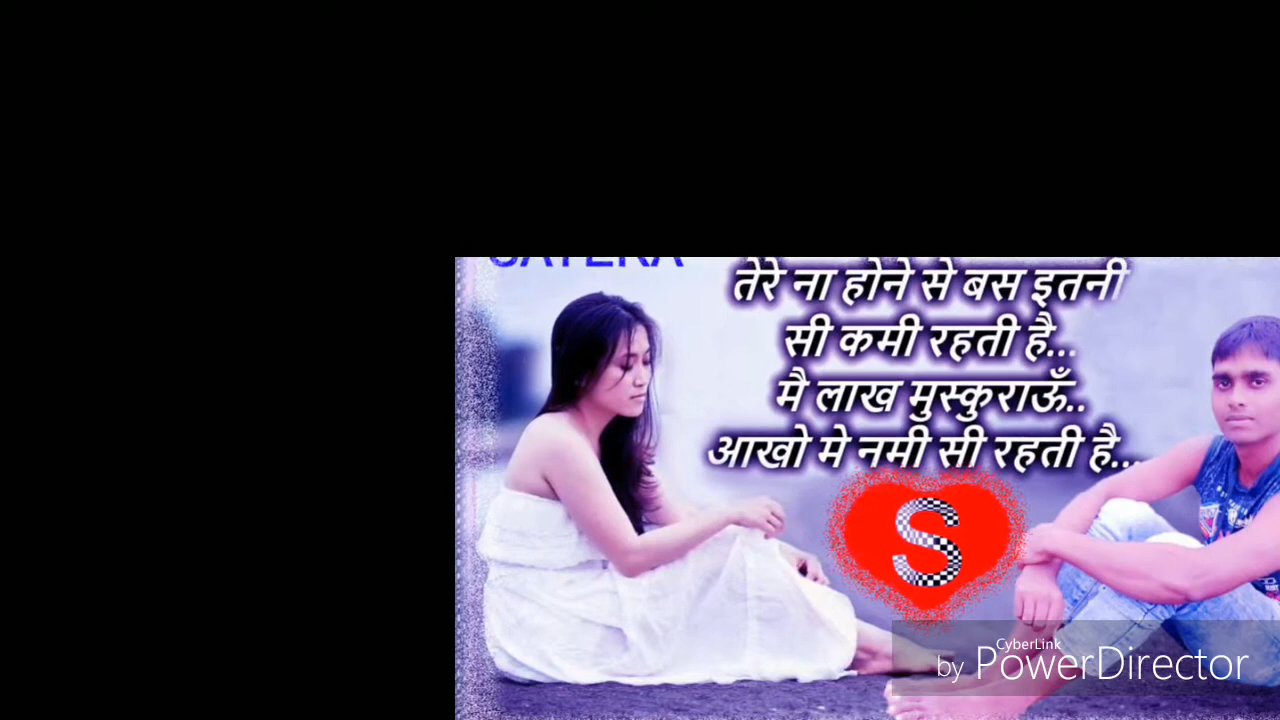 तेरे ना होने से बस इतनी
सी कमी रहती है...
मै लाख मुस्कुराऊँ..
आखो मे नमी सी रहती है...
S
CyberLink
by PowerDirector